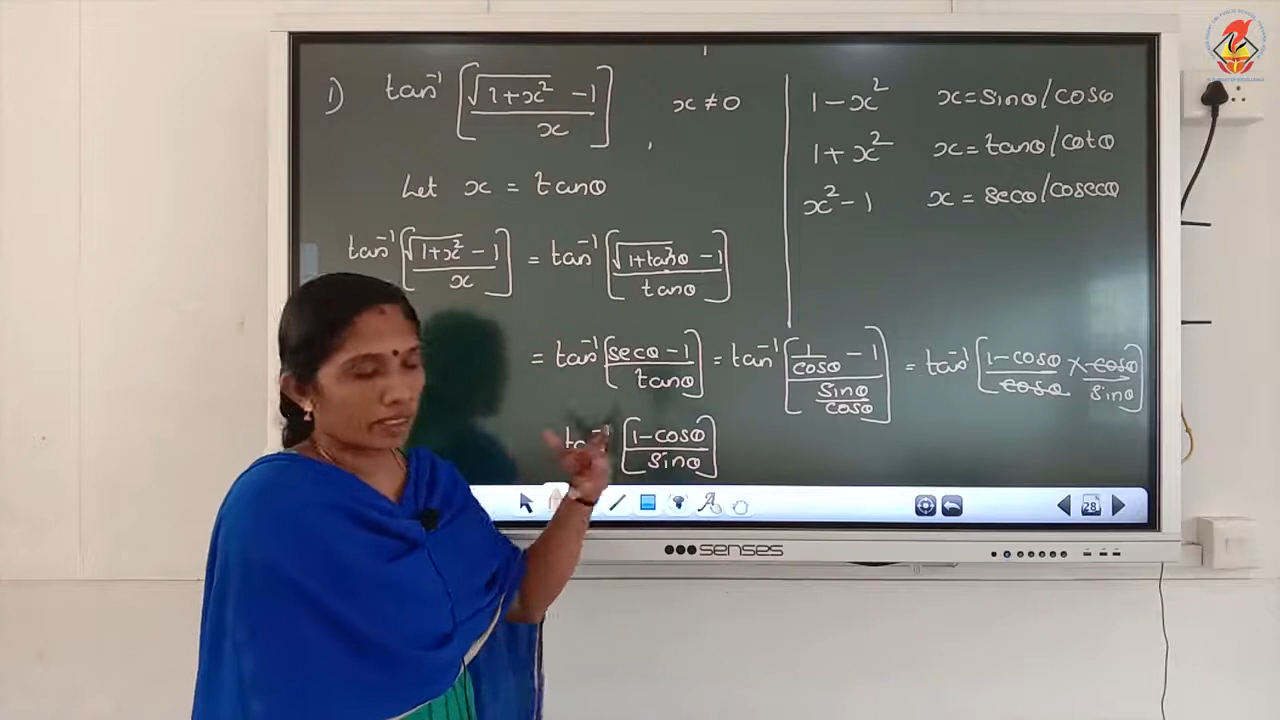 1) tan⁻¹ [(√(1+x²) - 1)/x] , x ≠ 0
Let x = tanθ
tan⁻¹ [(√(1+x²) - 1)/x] = tan⁻¹ [(√(1+tan²θ) - 1)/tanθ]
= tan⁻¹ [(secθ - 1)/tanθ] = tan⁻¹ [(1/cosθ - 1)/(sinθ/cosθ)] = tan⁻¹ [(1-cosθ)/cosθ × cosθ/sinθ]
tan⁻¹ [(1-cosθ)/sinθ]
1 - x² x = sinθ/cosθ
1 + x² x = tanθ/cotθ
x² - 1 x = secθ/cosecθ
28
senses